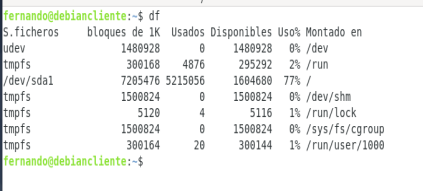 fernando@debiancliente:~$ df
S.ficheros     bloques de 1K  Usados Disponibles Uso% Montado en
udev                 1480928       0     1480928   0% /dev
tmpfs                 300168    4876      295292   2% /run
/dev/sda1            7205476 5215056     1604680  77% /
tmpfs                1500824       0     1500824   0% /dev/shm
tmpfs                   5120       4        5116   1% /run/lock
tmpfs                1500824       0     1500824   0% /sys/fs/cgroup
tmpfs                 300164      20      300144   1% /run/user/1000
fernando@debiancliente:~$